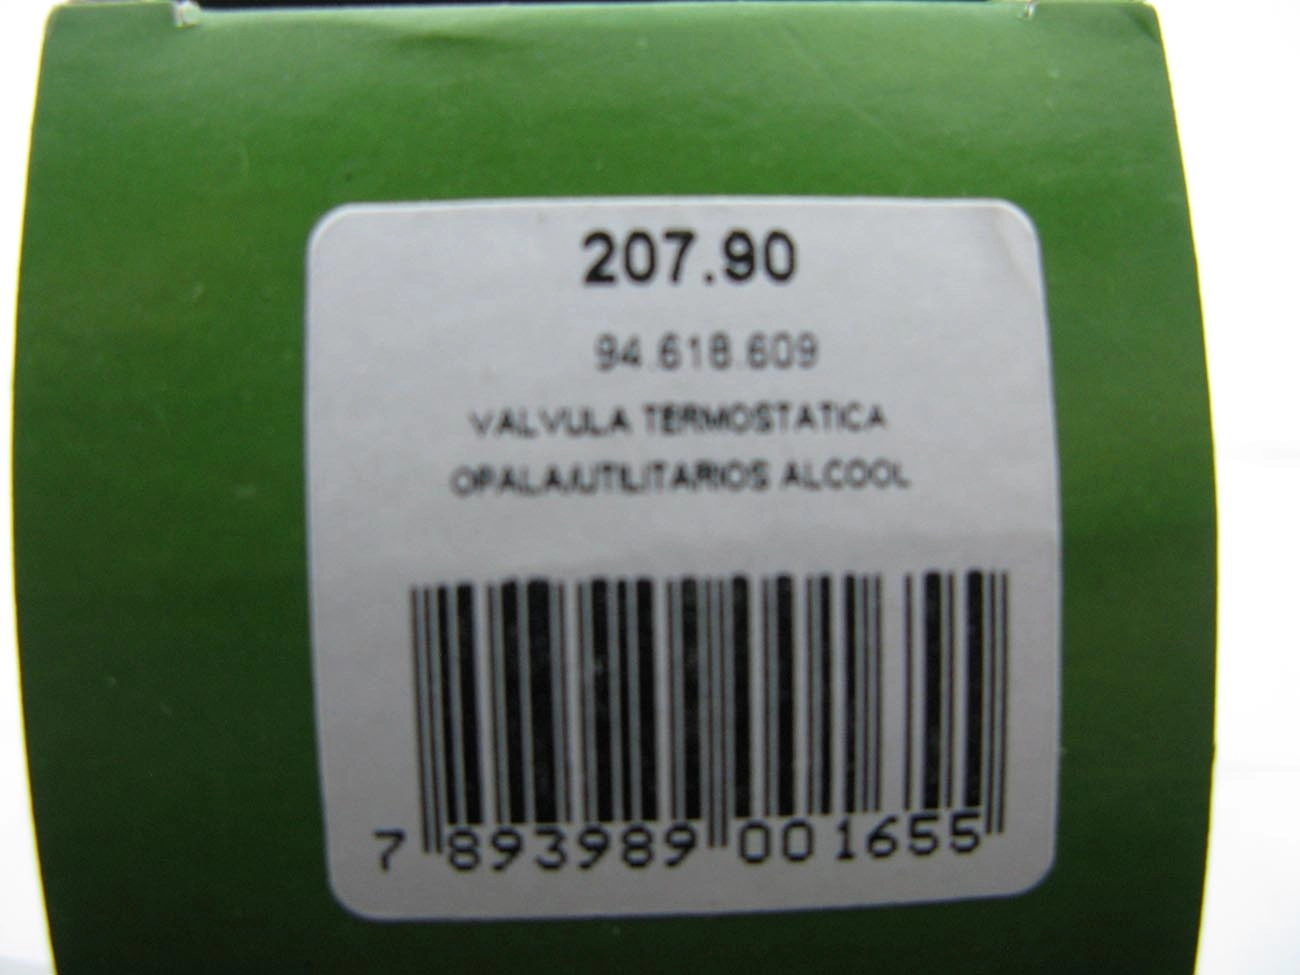 207.90
94.618.609
VALVULA TERMOSTATICA
OPALA/UTILITARIOS ALCOOL
7 893989 001655